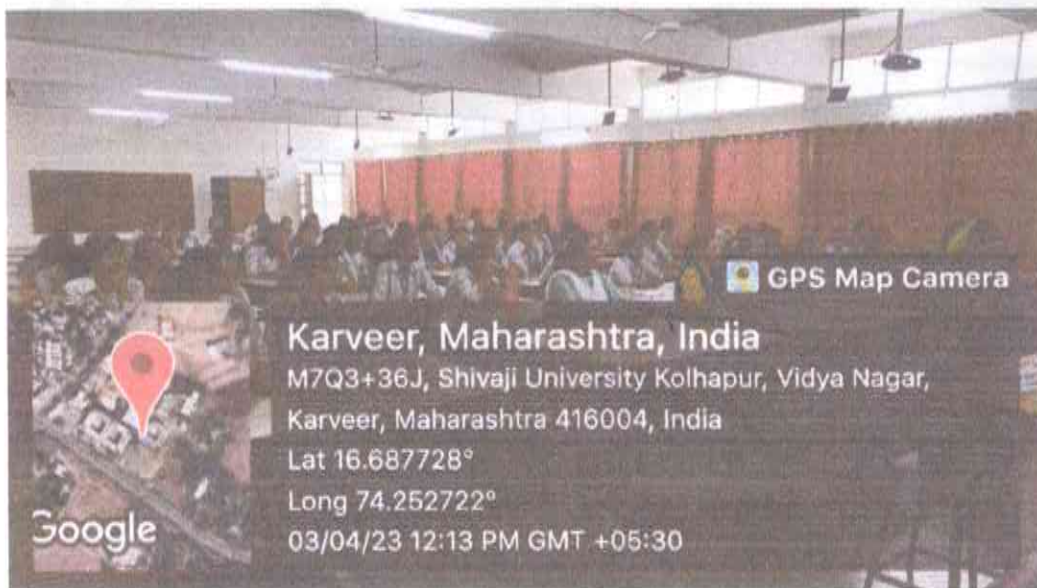 GPS Map Camera
Karveer, Maharashtra, India
M7Q3+36J, Shivaji University Kolhapur, Vidya Nagar,
Karveer, Maharashtra 416004, India
Lat 16.687728°
Long 74.252722°
03/04/23 12:13 PM GMT +05:30
Google